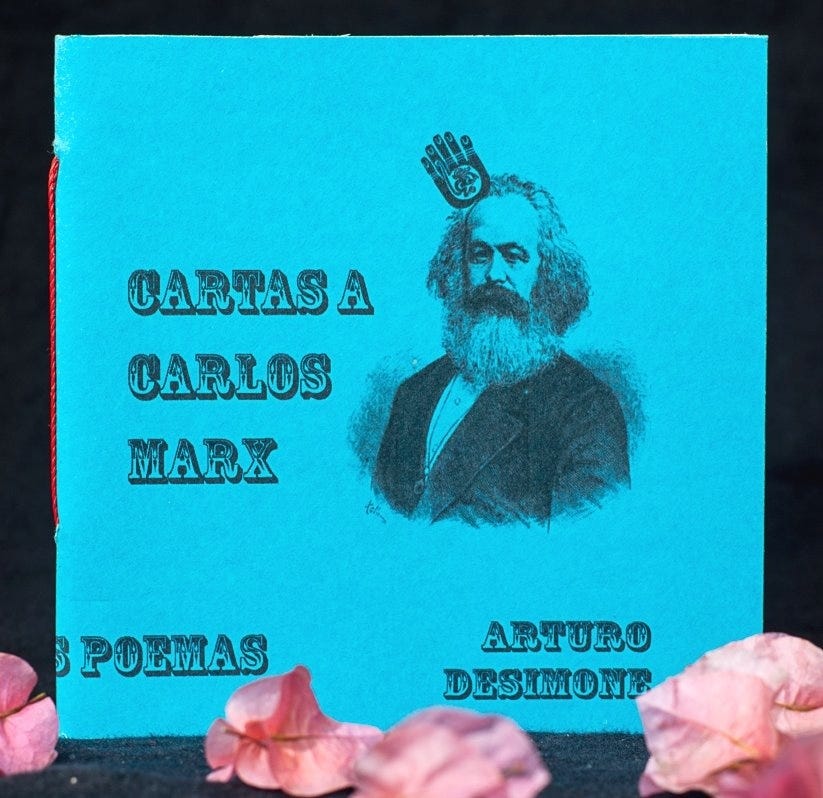 CARTAS A
CARLOS
MARX
S POEMAS
ARTURO
DESIMONE